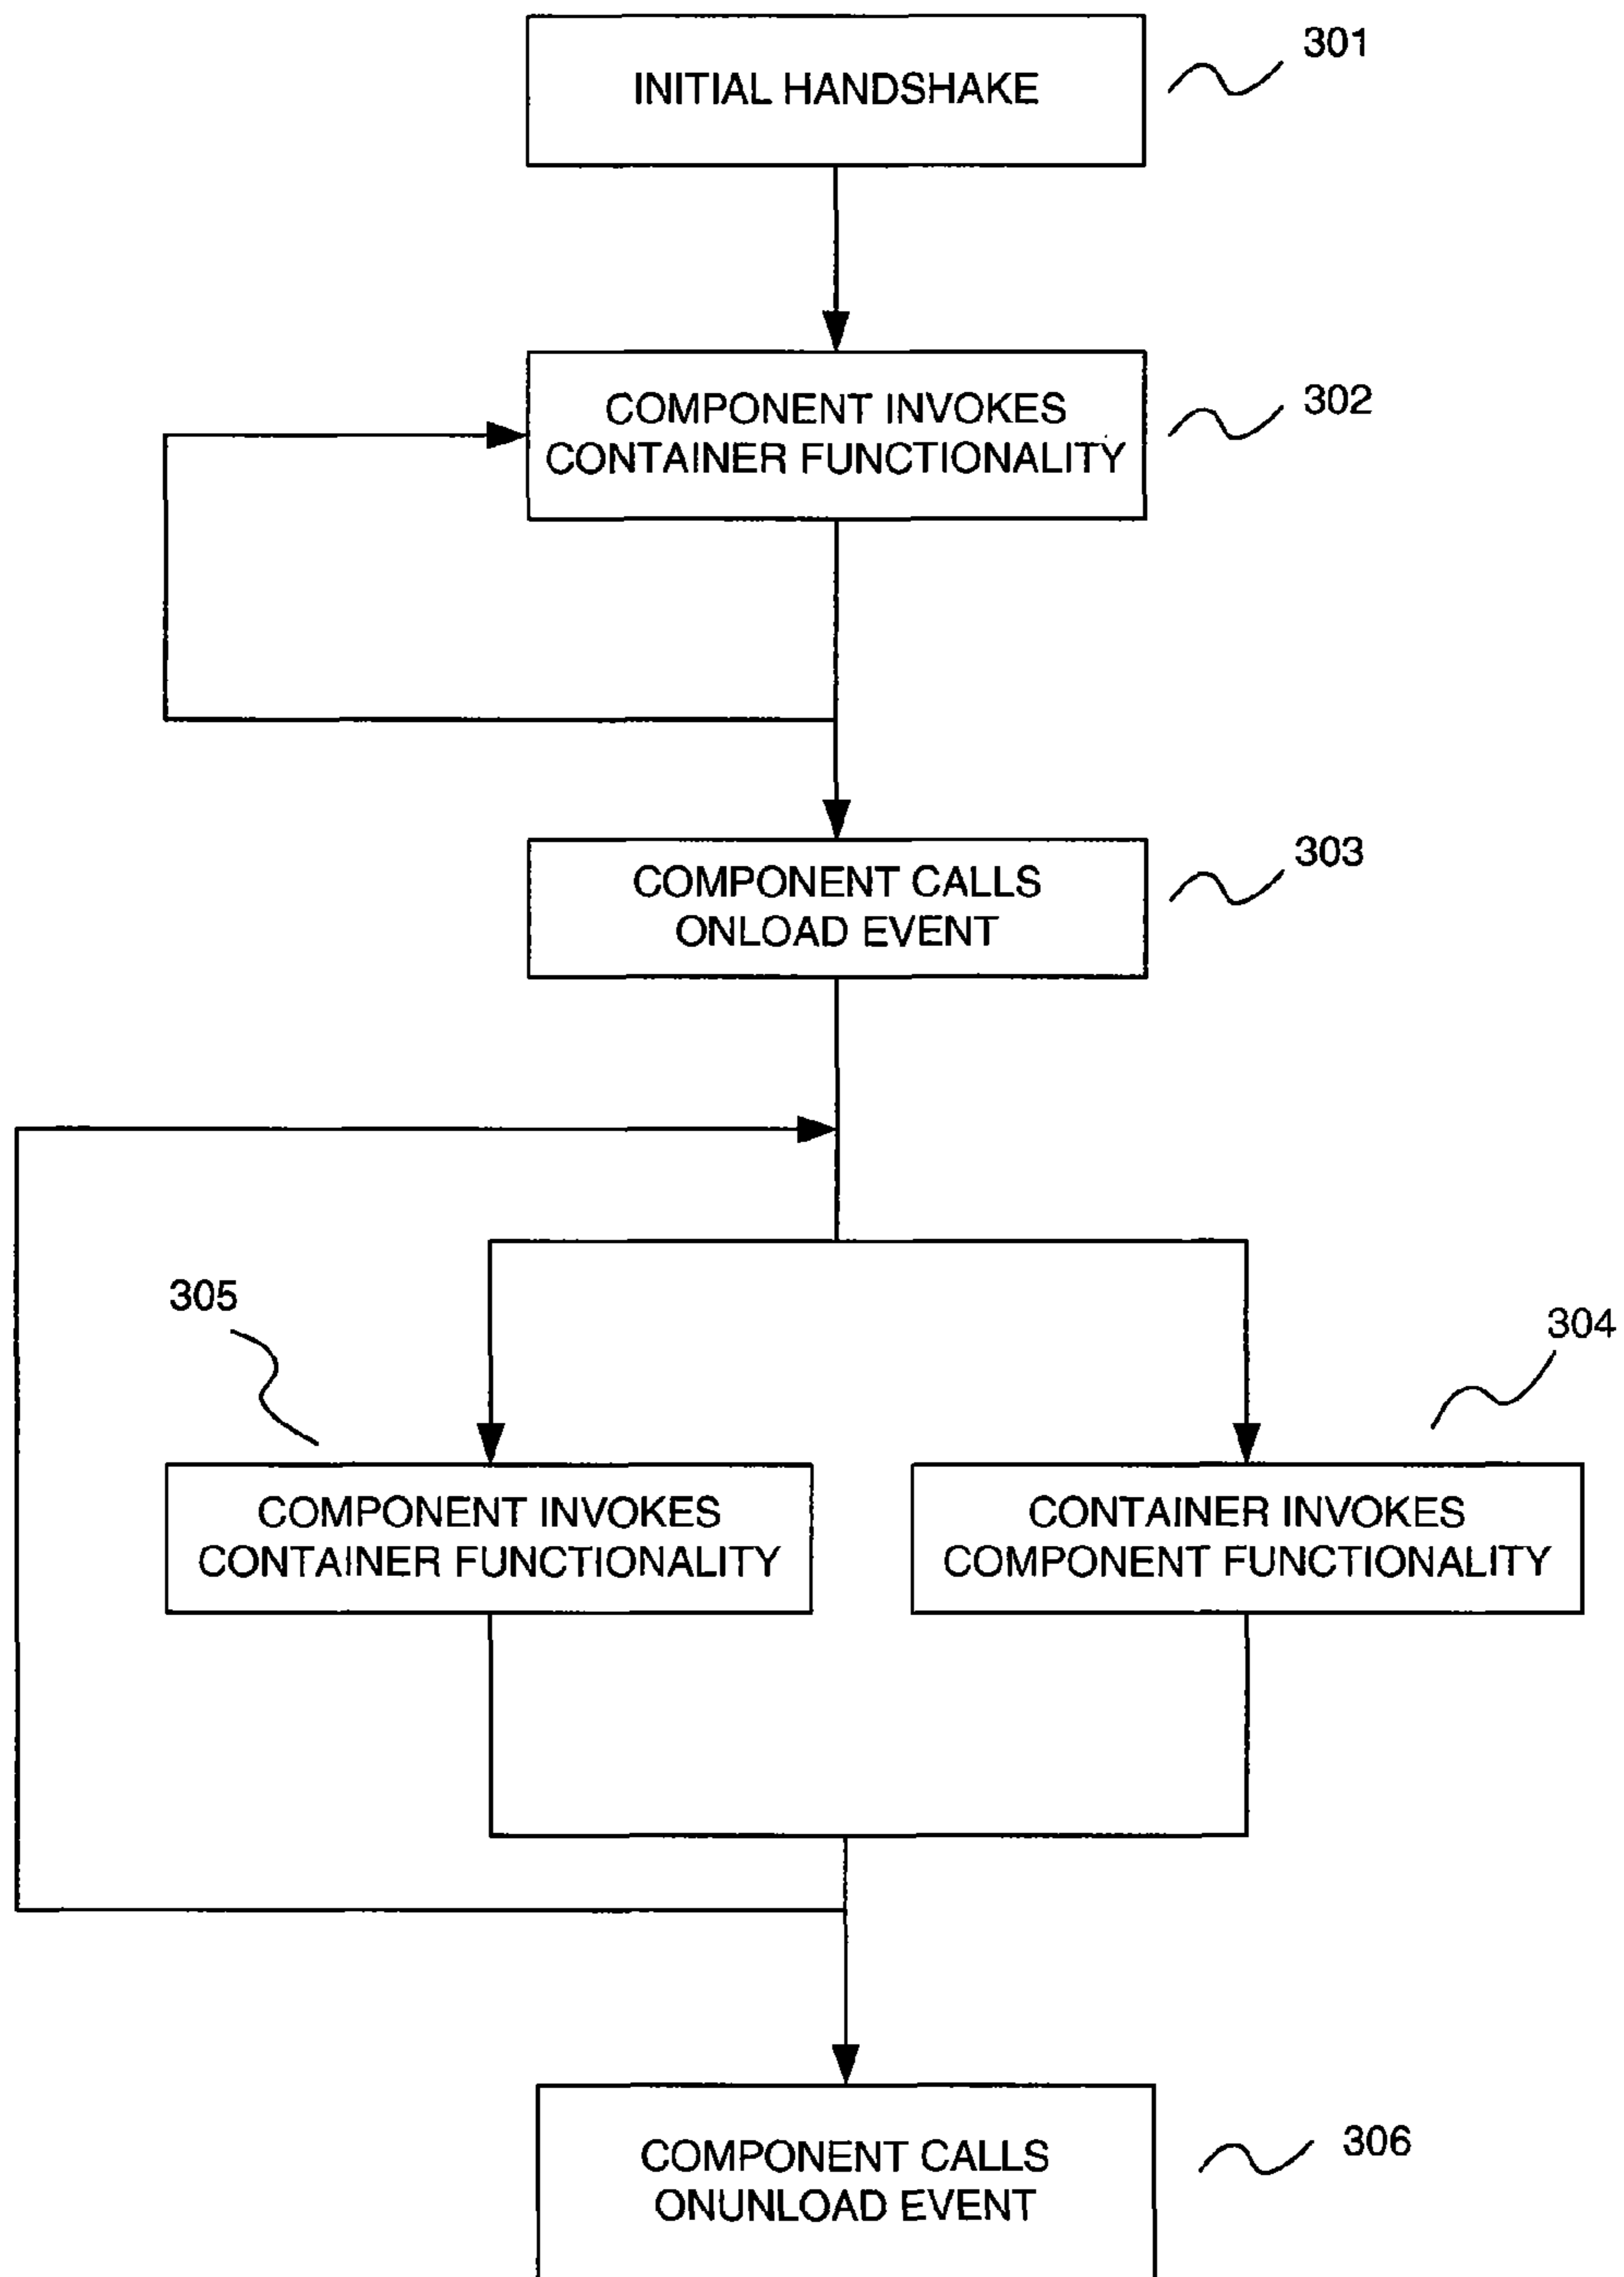 INITIAL HANDSHAKE
301
COMPONENT INVOKES
CONTAINER FUNCTIONALITY
302
COMPONENT CALLS
ONLOAD EVENT
303
305
304
COMPONENT INVOKES
CONTAINER FUNCTIONALITY
CONTAINER INVOKES
COMPONENT FUNCTIONALITY
COMPONENT CALLS
ONUNLOAD EVENT
306